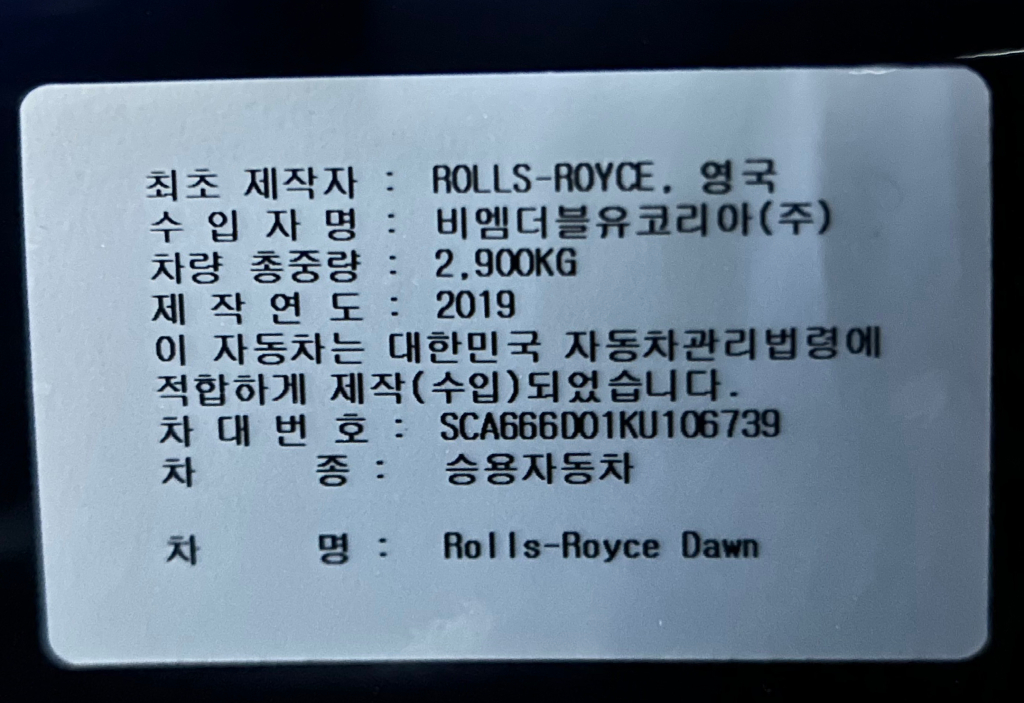 최초 제작자 : ROLLS-ROYCE, 영국
수 입 자 명 : 비엠더블유코리아(주)
차량 총중량 : 2,900KG
제 작 연 도 : 2019
이 자동차는 대한민국 자동차관리법령에
적합하게 제작(수입)되었습니다.
차 대 번 호 : SCA666D01KU106739
차 종 : 승용자동차
차 명 : Rolls-Royce Dawn